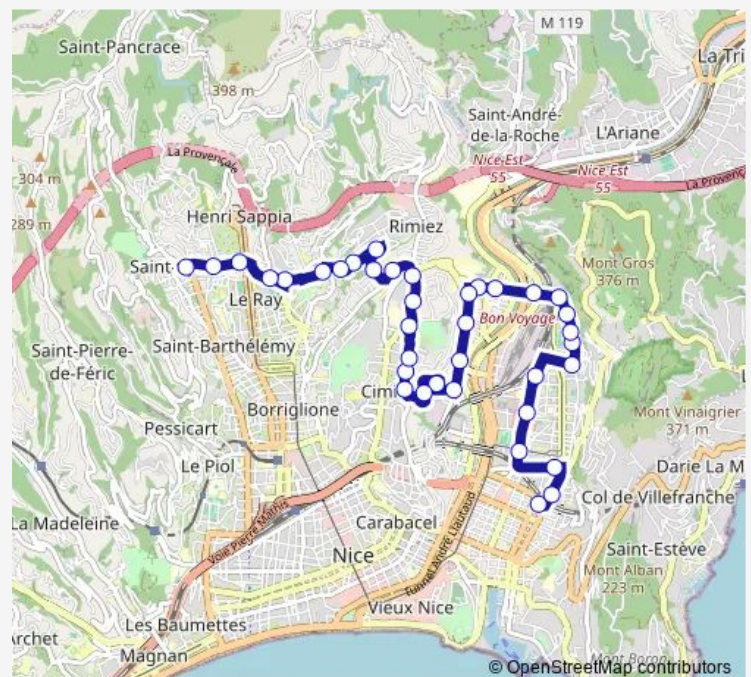 M 119
Saint-Pancrace
La Tri
398 m
Saint-André-
de-la-Roche
L'Ariane
La Provençale
Nice Est
55
Nice Est
55
La Provenç
304 m
289 m
Henri Sappia
Rimiez
Saint
Mont Gros
376 m
Le Ray
Bon Voyage
Saint-Barthélémy
Saint-Pierre-
de-Féric
Cim
Borriglione
Mont Vinaigrier
371 m
Pessicart
Le Piol
Darie La M
Col de Villefranche
La Madeleine
Voie Pierre Mathis
Carabacel
Tunnel André Liautaud
Nice
Saint-Estève
Mont Alban
223 m
Vieux Nice
Les Baumettes
rchet
Magnan
Mont Boron
© OpenStreetMap contributors